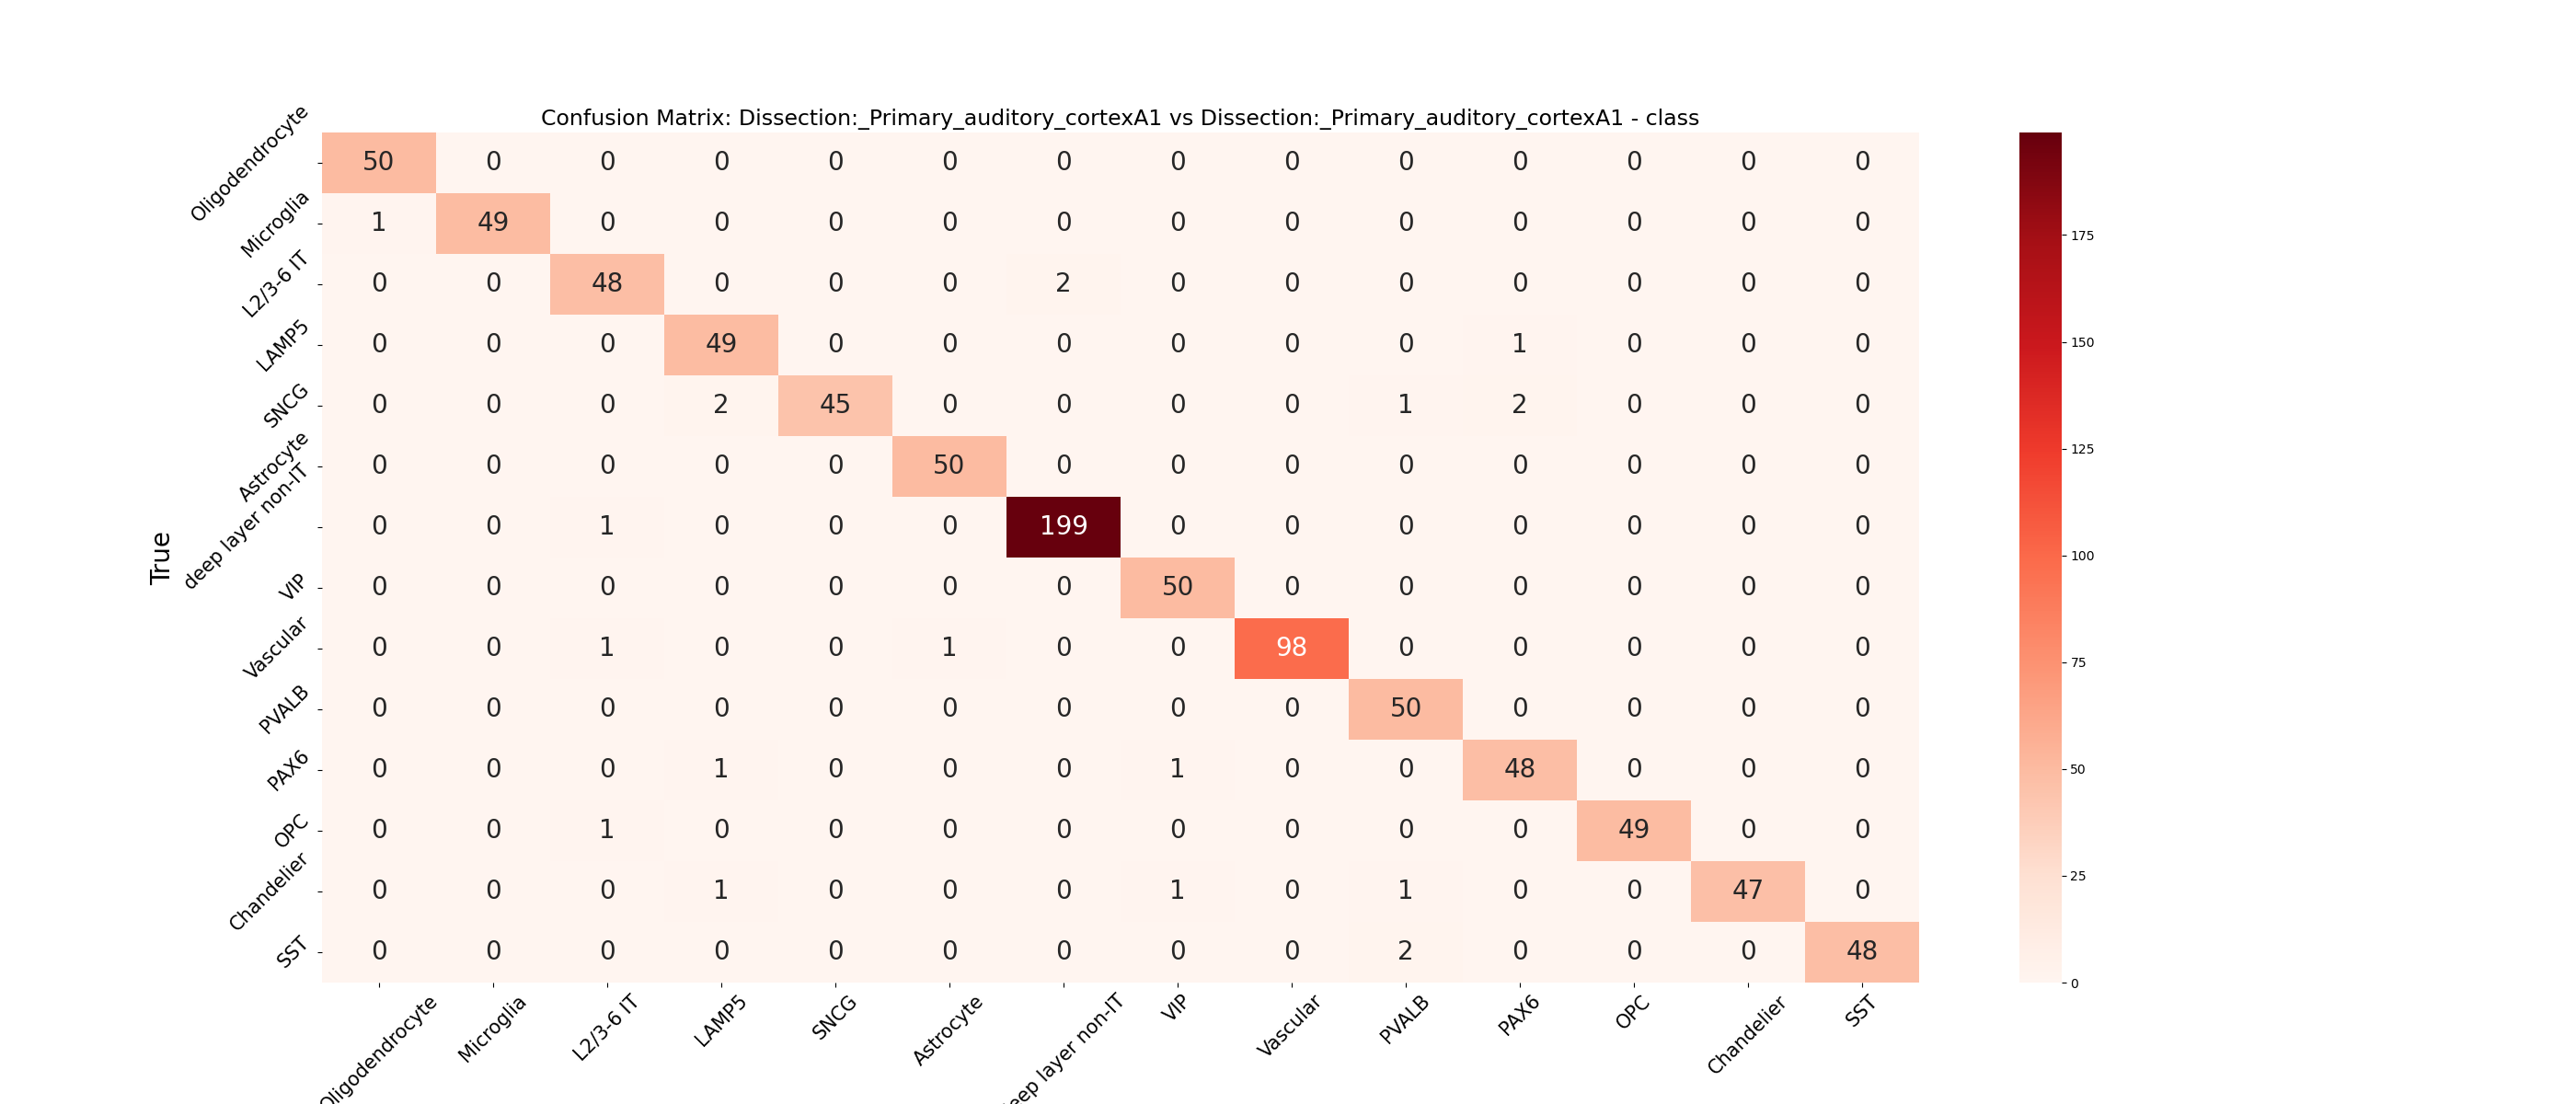 Confusion Matrix: Dissection:_Primary_auditory_cortexA1 vs Dissection:_Primary_auditory_cortexA1 - class
True
Oligodendrocyte 50 0 0 0 0 0 0 0 0 0 0 0 0 0
Microglia 1 49 0 0 0 0 0 0 0 0 0 0 0 0
L2/3-6 IT 0 0 48 0 0 0 2 0 0 0 0 0 0 0
LAMP5 0 0 0 49 0 0 0 0 0 0 1 0 0 0
SNCG 0 0 0 2 45 0 0 0 0 1 2 0 0 0
Astrocyte 0 0 0 0 0 50 0 0 0 0 0 0 0 0
deep layer non-IT 0 0 1 0 0 0 199 0 0 0 0 0 0 0
VIP 0 0 0 0 0 0 0 50 0 0 0 0 0 0
Vascular 0 0 1 0 0 1 0 0 98 0 0 0 0 0
PVALB 0 0 0 0 0 0 0 0 0 50 0 0 0 0
PAX6 0 0 0 1 0 0 0 1 0 0 48 0 0 0
OPC 0 0 1 0 0 0 0 0 0 0 0 49 0 0
Chandelier 0 0 0 1 0 0 0 1 0 1 0 0 47 0
SST 0 0 0 0 0 0 0 0 0 2 0 0 0 48
Oligodendrocyte Microglia L2/3-6 IT LAMP5 SNCG Astrocyte layer non-IT VIP Vascular PVALB PAX6 OPC Chandelier SST
175
150
125
100
75
50
25
0